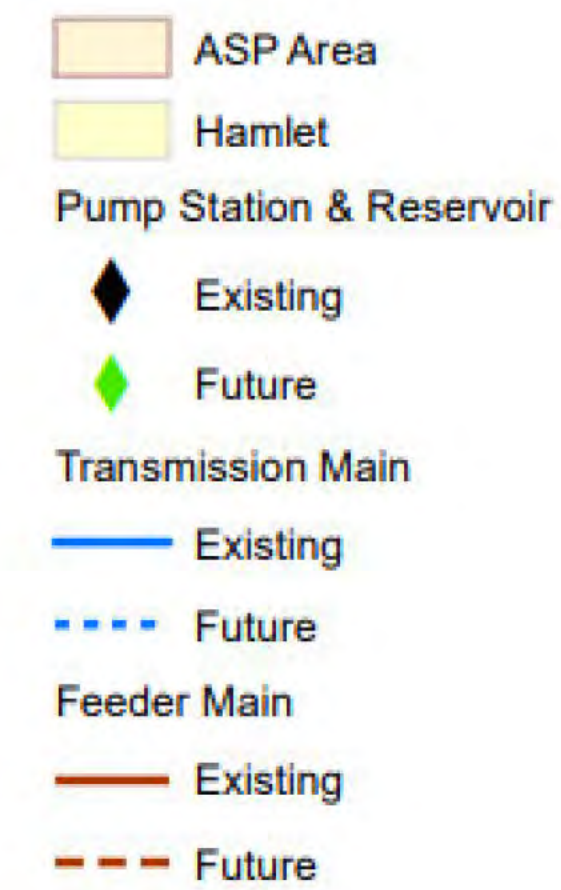 ASP Area
Hamlet
Pump Station & Reservoir
Existing
Future
Transmission Main
Existing
Future
Feeder Main
Existing
Future